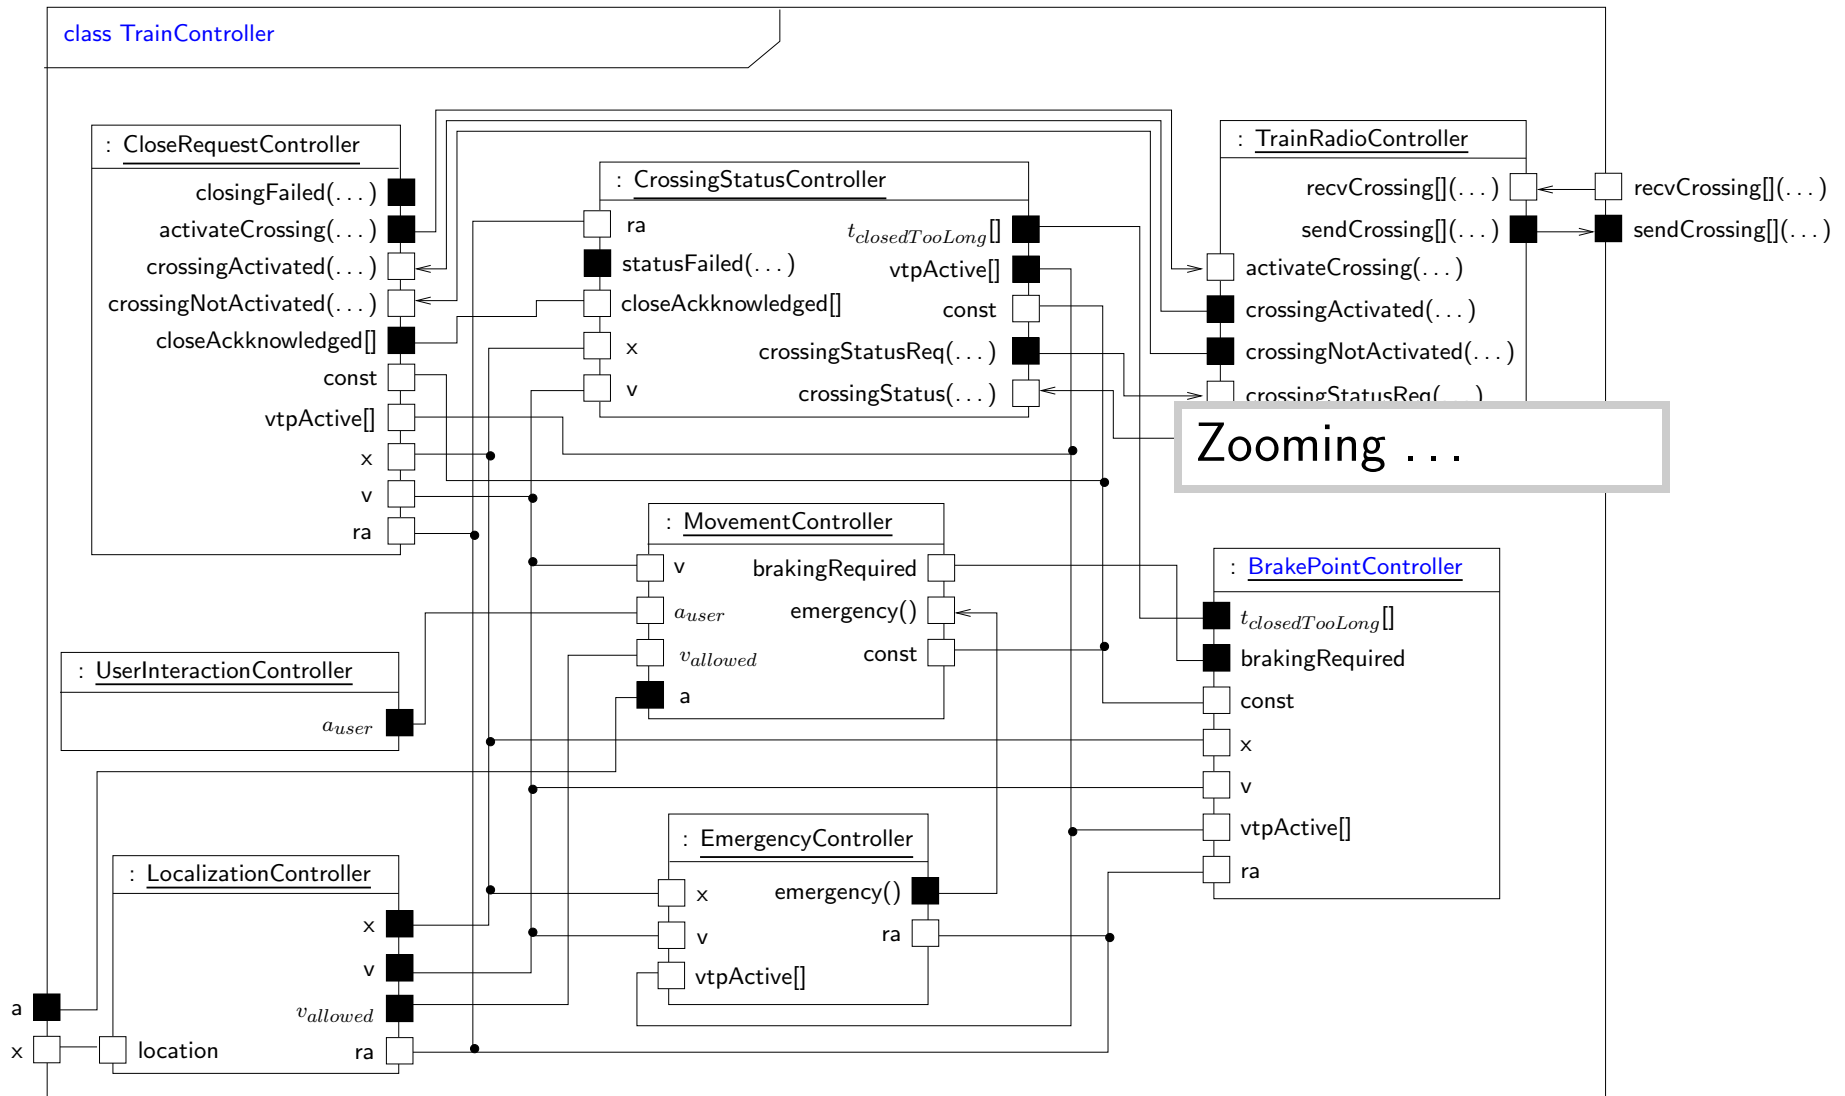 class TrainController
: CloseRequestController
closingFailed(. . . )
activateCrossing(. . . )
crossingActivated(. . . )
crossingNotActivated(. . . )
closeAckknowledged[]
const
vtpActive[]
x
v
ra
: CrossingStatusController
ra
statusFailed(. . . )
closeAckknowledged[]
x
v
t_closedTooLong[]
vtpActive[]
const
crossingStatusReq(. . . )
crossingStatus(. . . )
: TrainRadioController
recvCrossing[](. . . )
sendCrossing[](. . . )
activateCrossing(. . . )
crossingActivated(. . . )
crossingNotActivated(. . . )
crossingStatusReq(. . . )
recvCrossing[](. . . )
sendCrossing[](. . . )
Zooming . . .
: MovementController
v
a_user
v_allowed
a
brakingRequired
emergency()
const
: BrakePointController
t_closedTooLong[]
brakingRequired
const
x
v
vtpActive[]
ra
: UserInteractionController
a_user
: EmergencyController
x
v
vtpActive[]
emergency()
ra
: LocalizationController
x
v
v_allowed
ra
location
a
x